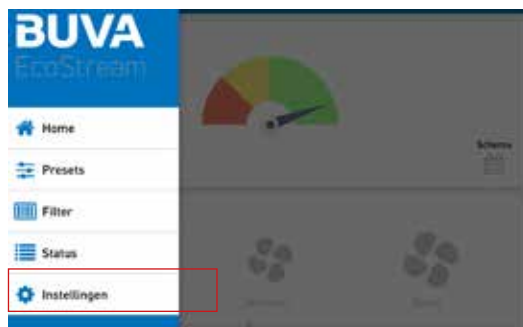 BUVA
EcoStream
Home
Presets
Filter
Status
Instellingen
Schema